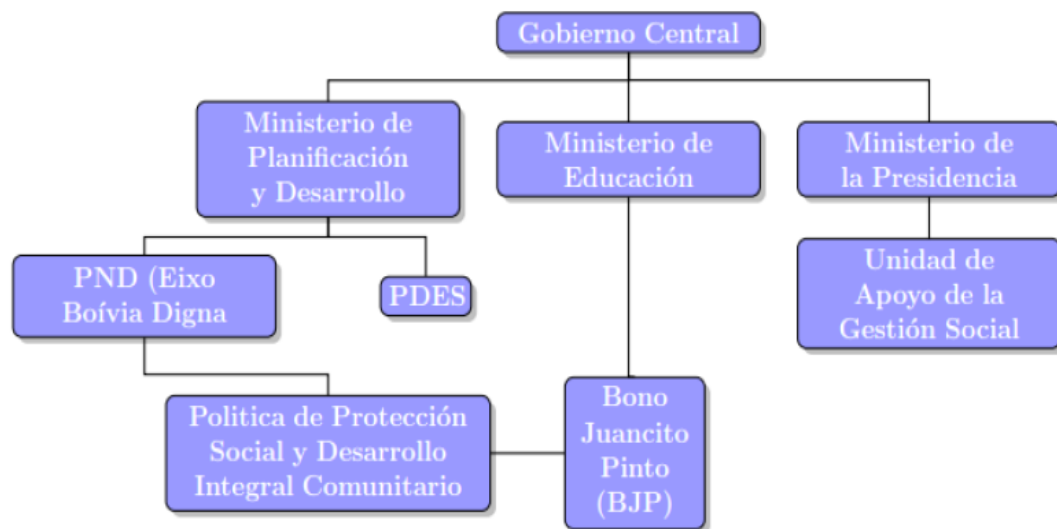 Gobierno Central
Ministerio de
Planificación
y Desarrollo
Ministerio de
Educación
Ministerio de
la Presidencia
PND (Eixo
Boívia Digna
PDES
Unidad de
Apoyo de la
Gestión Social
Politica de Protección
Social y Desarrollo
Integral Comunitario
Bono
Juancito
Pinto
(BJP)